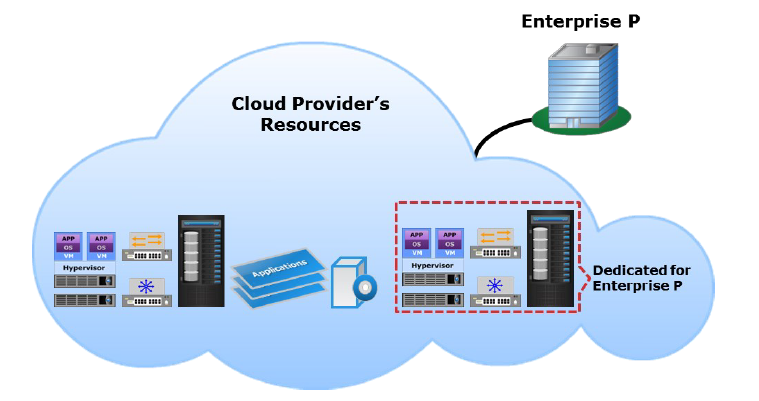 Enterprise P
Cloud Provider's
Resources
APP APP
OS OS
VM VM
Hypervisor
Applications
APP APP
OS OS
VM VM
Hypervisor
Dedicated for
Enterprise P